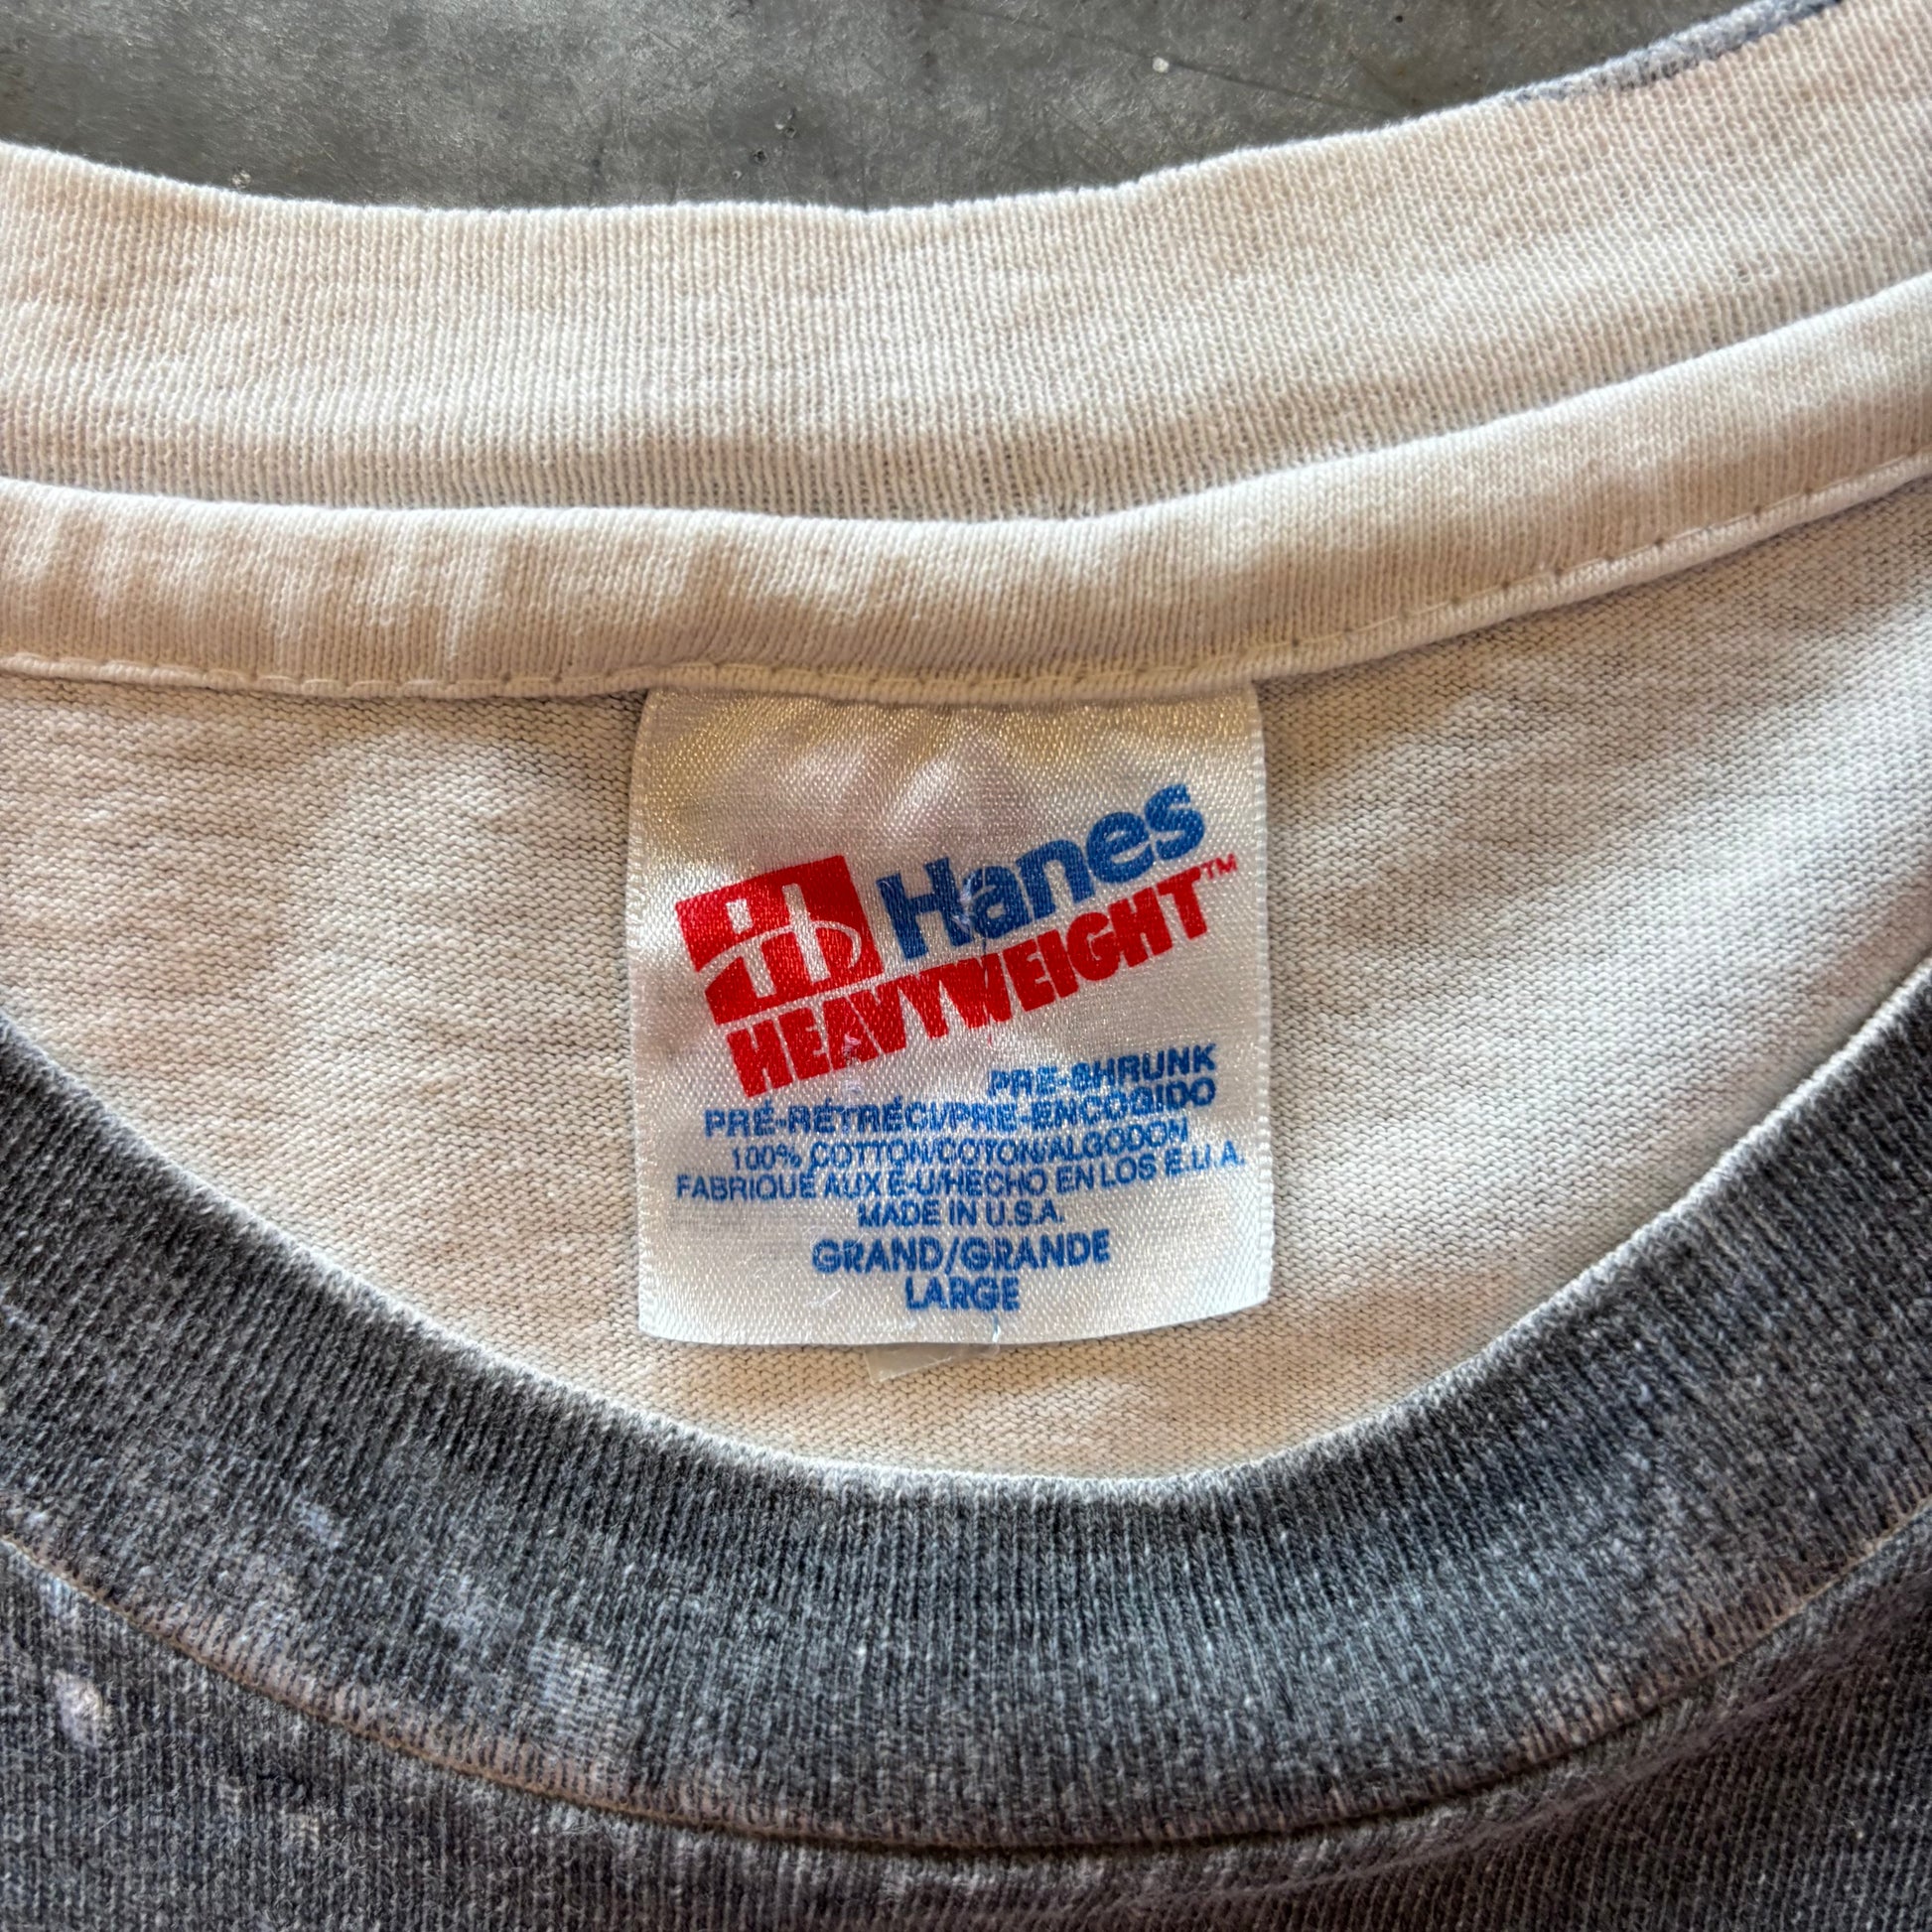 Hanes
HEAVYWEIGHT™
PRE-SHRUNK
PRÉ-RÉTRÉCI/PRE-ENCOGIDO
100% COTTON/COTON/ALGODON
FABRIQUÉ AUX É-U/HECHO EN LOS E.U.A.
MADE IN U.S.A.
GRAND/GRANDE
LARGE